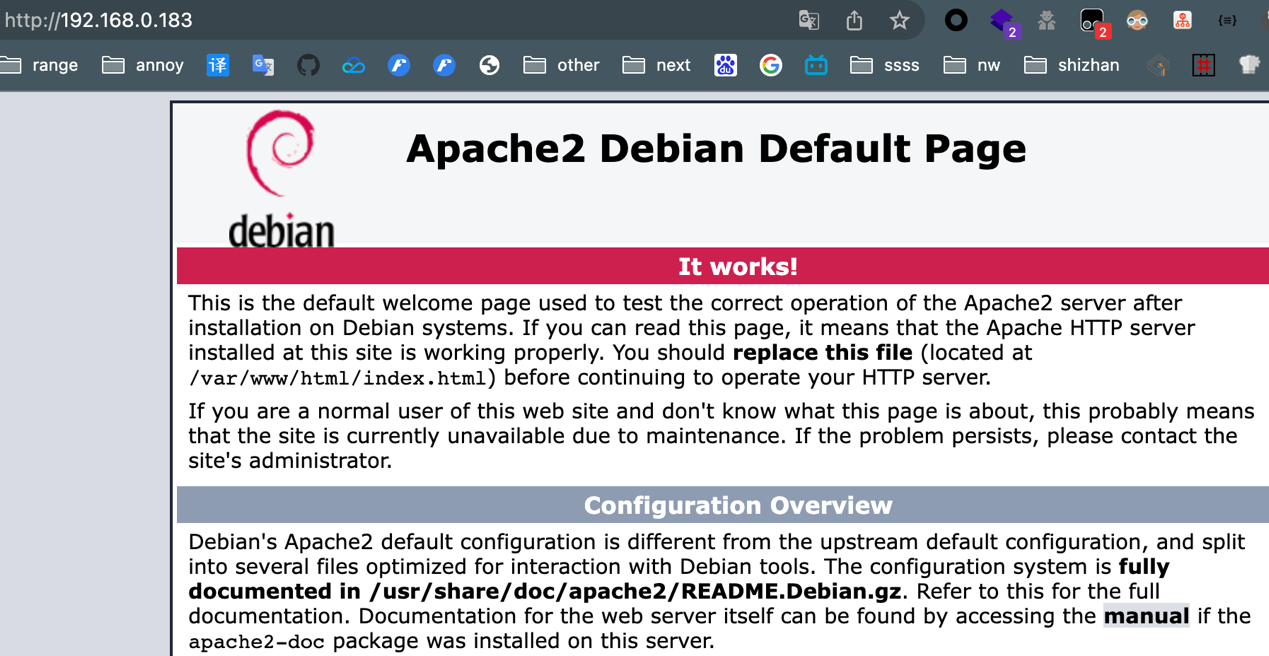 http://192.168.0.183
2 2
range annoy 译 other next ssss nw shizhan
debian
Apache2 Debian Default Page
It works!
This is the default welcome page used to test the correct operation of the Apache2 server after
installation on Debian systems. If you can read this page, it means that the Apache HTTP server
installed at this site is working properly. You should replace this file (located at
/var/www/html/index.html) before continuing to operate your HTTP server.
If you are a normal user of this web site and don't know what this page is about, this probably means
that the site is currently unavailable due to maintenance. If the problem persists, please contact the
site's administrator.
Configuration Overview
Debian's Apache2 default configuration is different from the upstream default configuration, and split
into several files optimized for interaction with Debian tools. The configuration system is fully
documented in /usr/share/doc/apache2/README.Debian.gz. Refer to this for the full
documentation. Documentation for the web server itself can be found by accessing the manual if the
apache2-doc package was installed on this server.